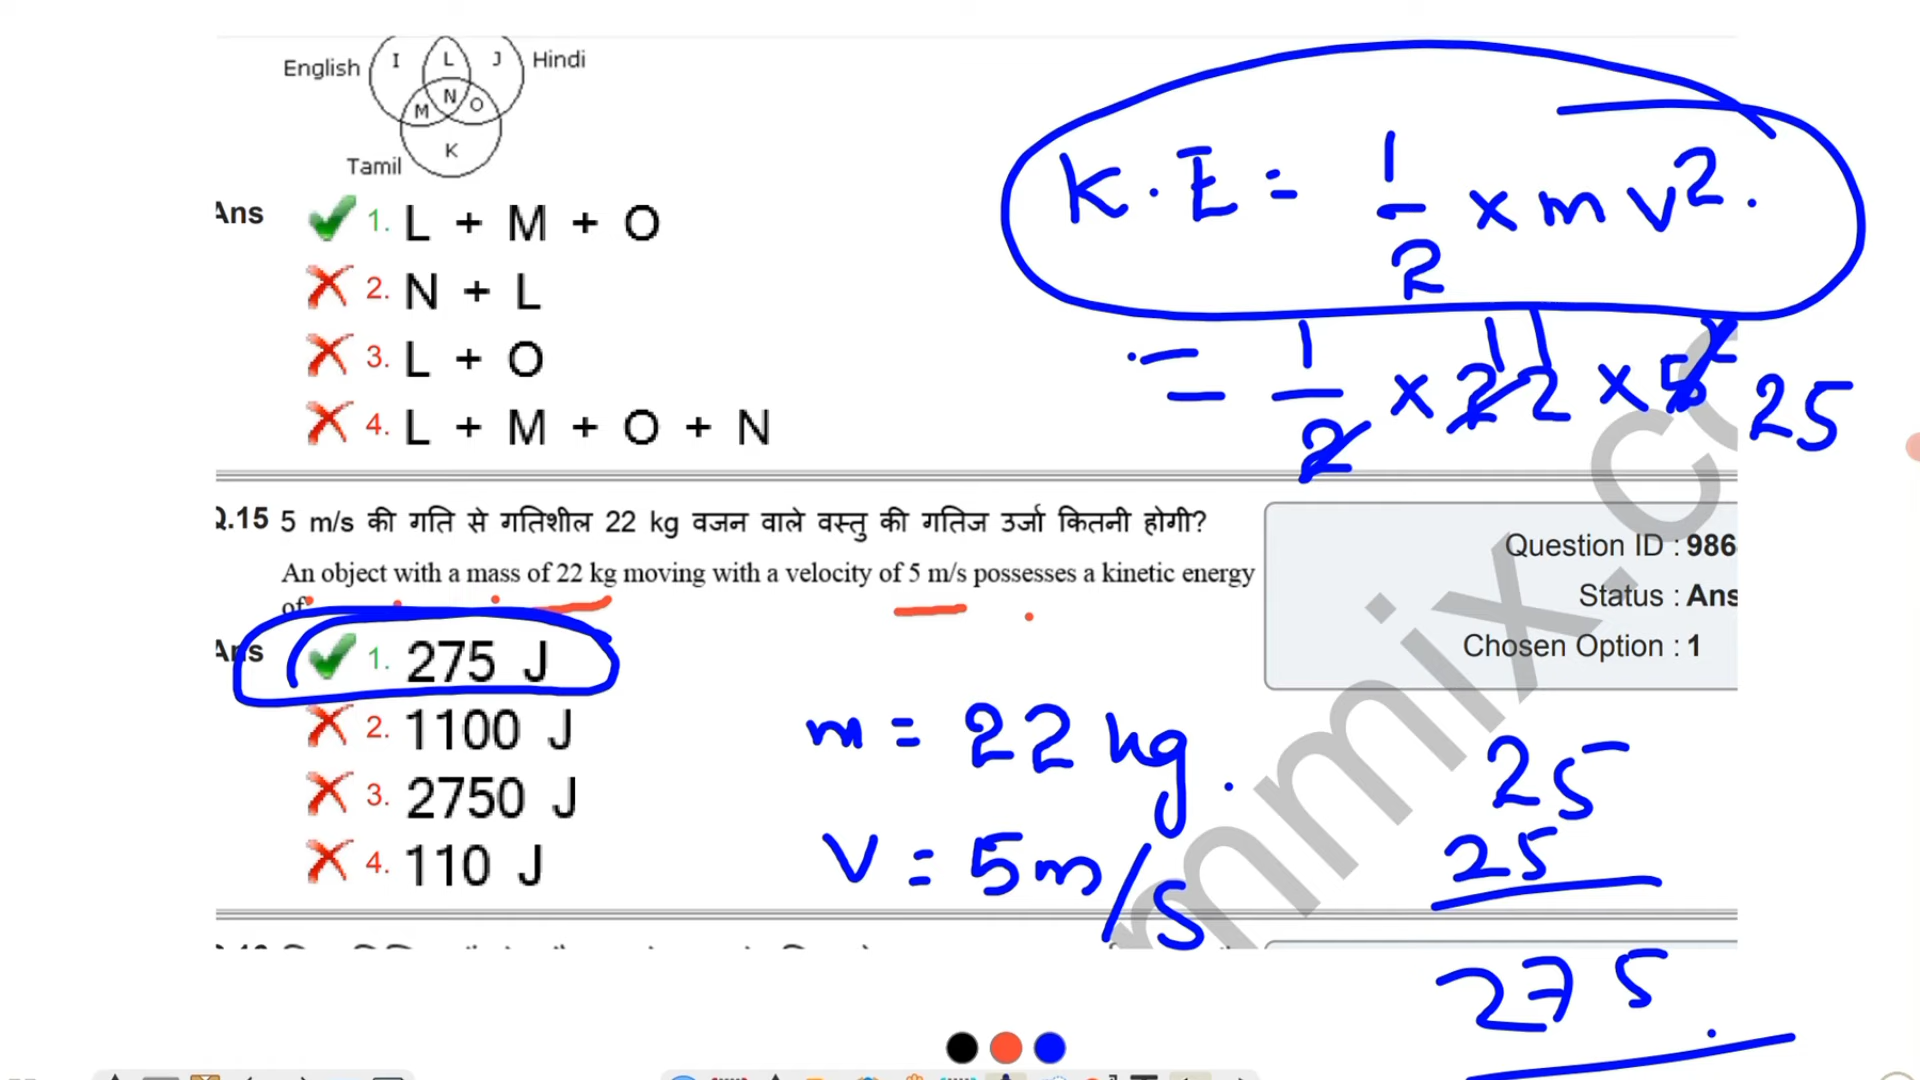 English I L J Hindi
M N O
K
Tamil
Ans 1. L + M + O
2. N + L
3. L + O
4. L + M + O + N
K.E = 1/2 × m v².
= 1/2 × 22 × 5² 25
11
Q.15 5 m/s की गति से गतिशील 22 kg वजन वाले वस्तु की गतिज उर्जा कितनी होगी?
An object with a mass of 22 kg moving with a velocity of 5 m/s possesses a kinetic energy
of
Ans 1. 275 J
2. 1100 J
3. 2750 J
4. 110 J
Question ID : 986
Status : Ans
Chosen Option : 1
m = 22 kg.
v = 5m/s
25
25
275.
mmix.co